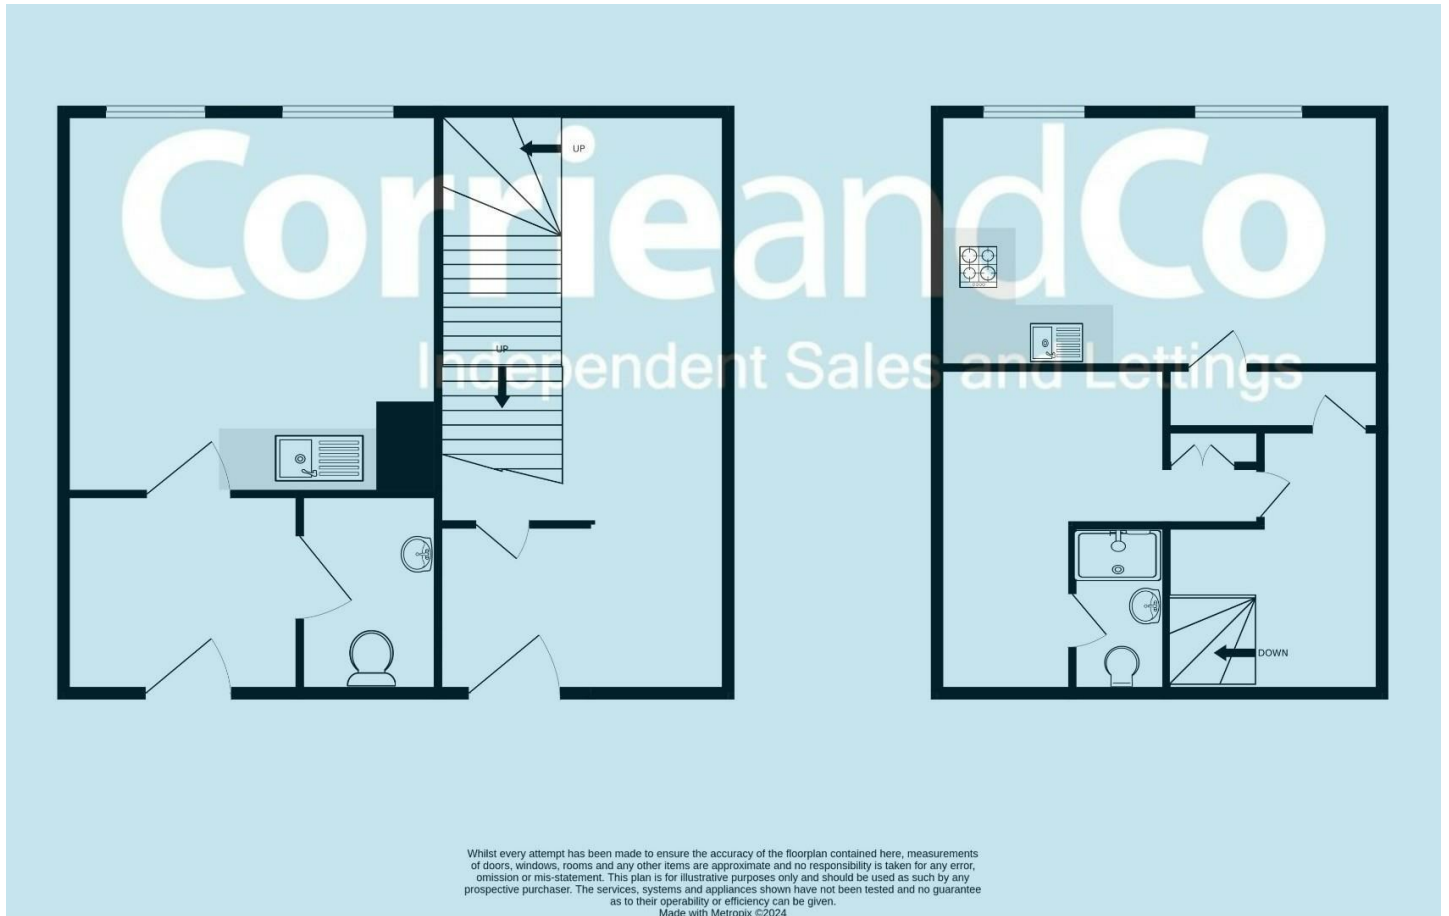 UP
CorrieandCo
UP
Independent Sales and Lettings
DOWN
Whilst every attempt has been made to ensure the accuracy of the floorplan contained here, measurements
of doors, windows, rooms and any other items are approximate and no responsibility is taken for any error,
omission or mis-statement. This plan is for illustrative purposes only and should be used as such by any
prospective purchaser. The services, systems and appliances shown have not been tested and no guarantee
as to their operability or efficiency can be given.
Made with Metropix ©2024